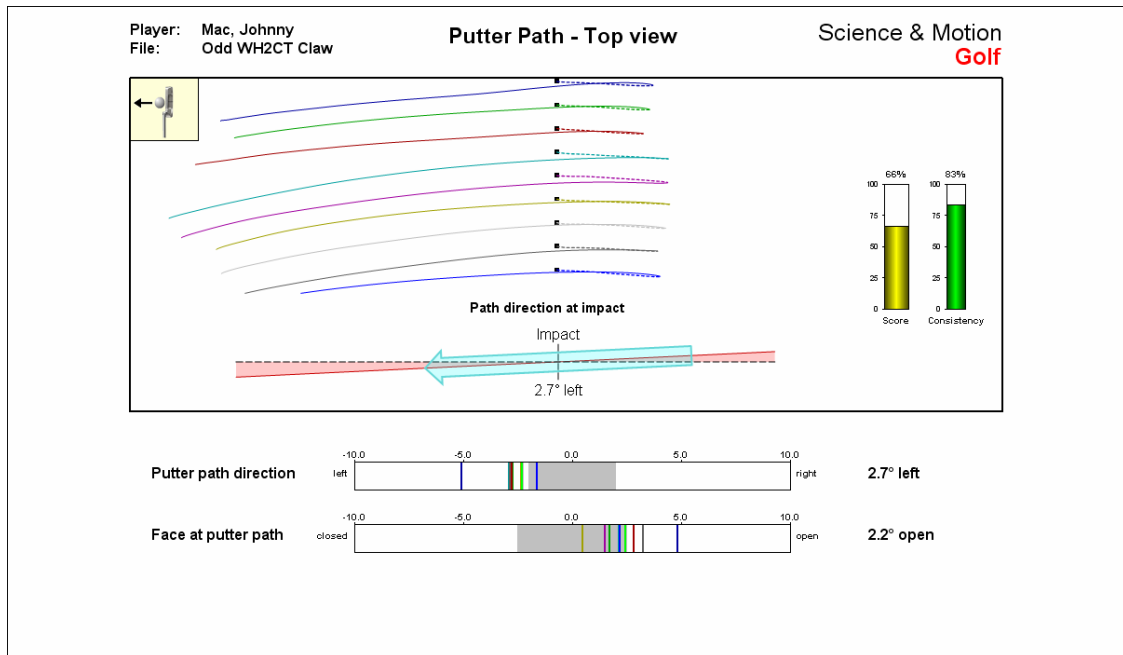 Player: Mac, Johnny
File: Odd WH2CT Claw
Putter Path - Top view
Science & Motion
Golf
66% 83%
100 100
75 75
50 50
25 25
0 0
Score Consistency
Path direction at impact
Impact
2.7° left
-10.0 -5.0 0.0 5.0 10.0
Putter path direction left right 2.7° left
-10.0 -5.0 0.0 5.0 10.0
Face at putter path closed open 2.2° open